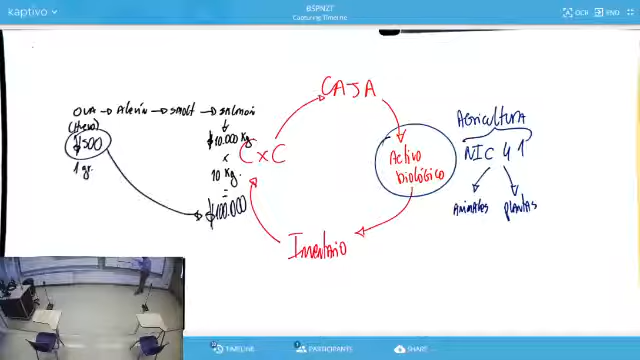 kaptivo
BSPNZT
Capturing Timeline
OCR
END
CAJA
OVA → Alevín → smolt → salmón
(Huevo)
$500
1 gr.
$10.000 Kg
x
10 Kg.
=
$100.000
CxC
Activo
biológico
Agricultura
NIC 41
animales
plantas
Inventario
TIMELINE
PARTICIPANTS
SHARE